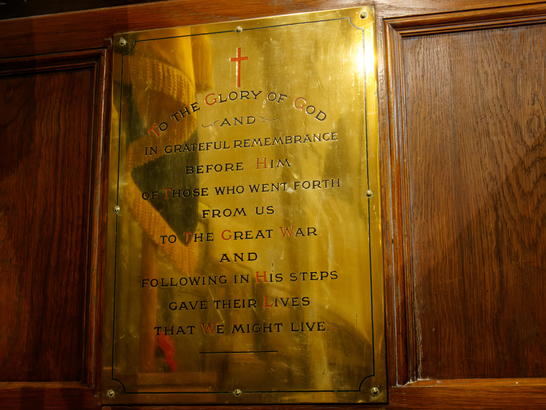 TO THE GLORY OF GOD
AND
IN GRATEFUL REMEMBRANCE
BEFORE HIM
OF THOSE WHO WENT FORTH
FROM US
TO THE GREAT WAR
AND
FOLLOWING IN HIS STEPS
GAVE THEIR LIVES
THAT WE MIGHT LIVE